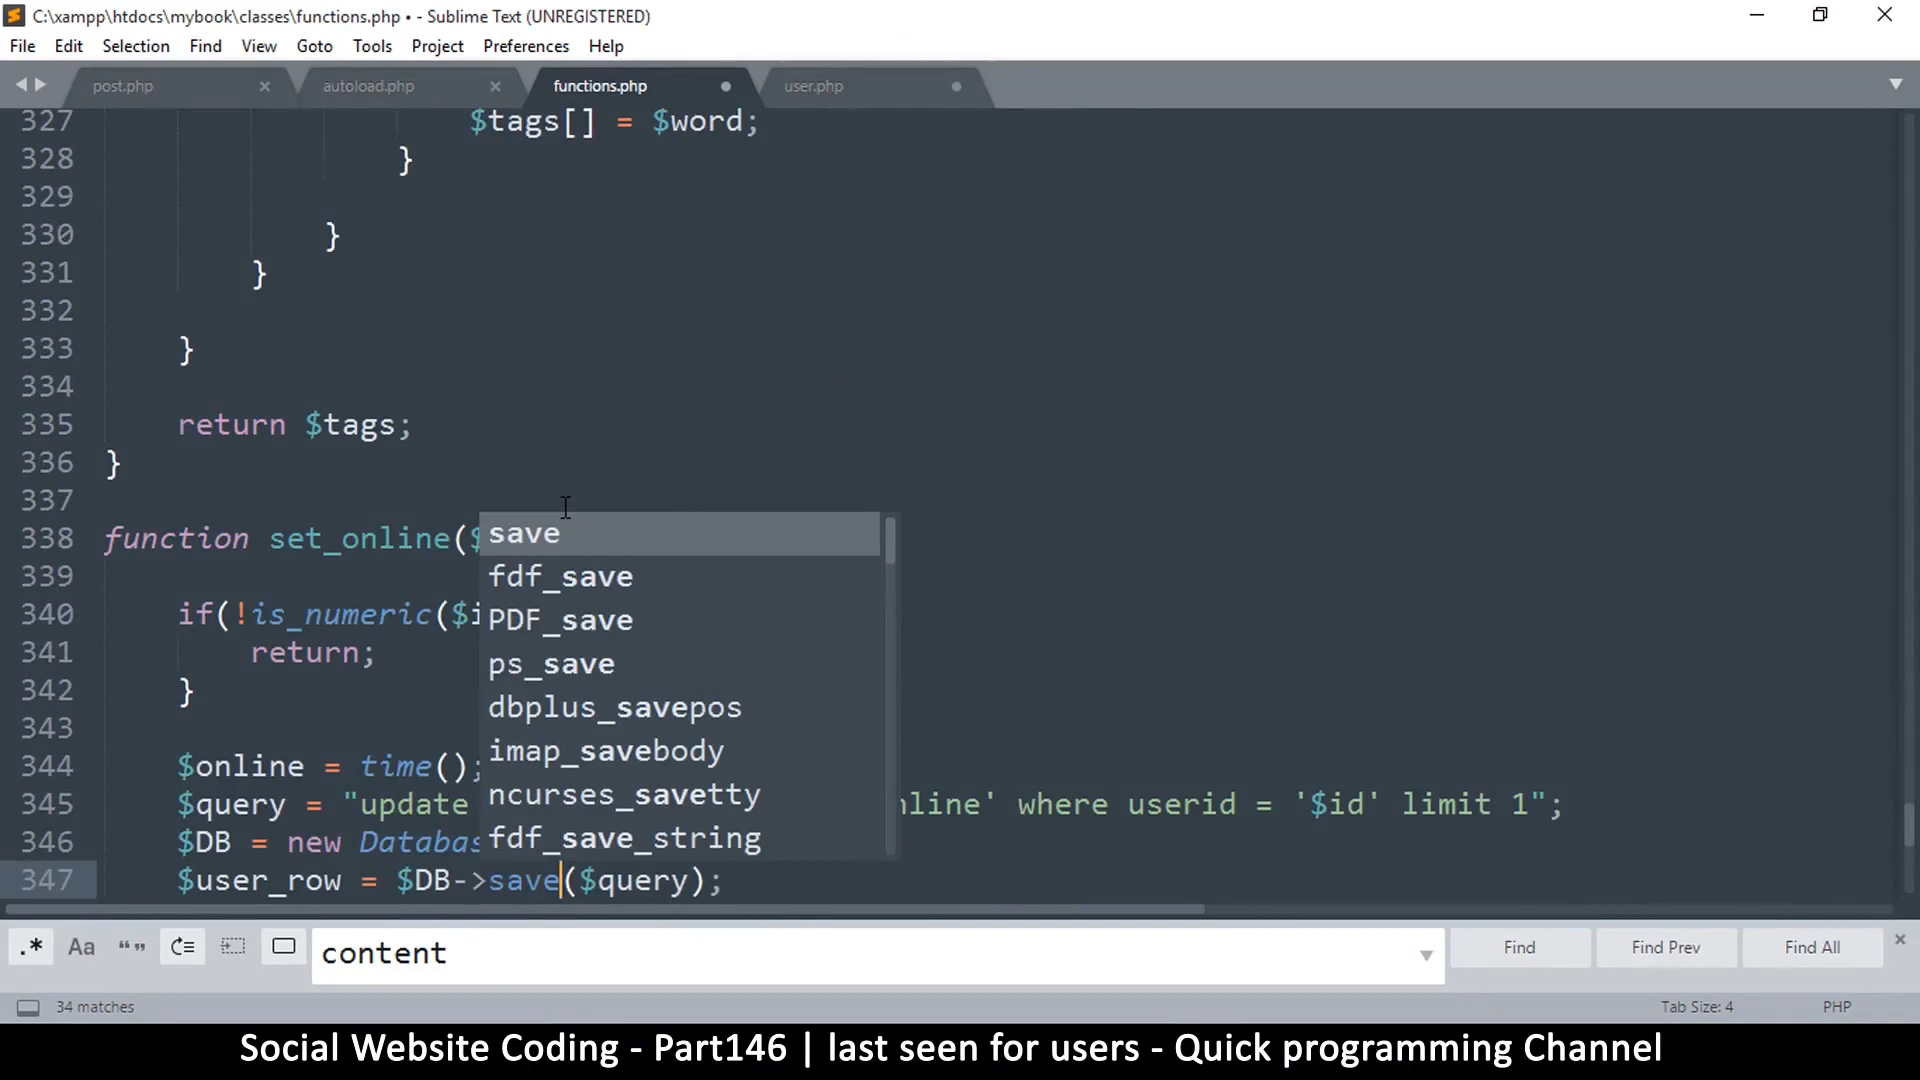 C:\xampp\htdocs\mybook\classes\functions.php • - Sublime Text (UNREGISTERED)
File Edit Selection Find View Goto Tools Project Preferences Help
post.php autoload.php functions.php user.php
327 $tags[] = $word;
328 }
329
330 }
331 }
332
333 }
334
335 return $tags;
336 }
337
338 function set_online($
save
339
fdf_save
340 if(!is_numeric($i
PDF_save
341 return;
ps_save
342 }
dbplus_savepos
343
imap_savebody
344 $online = time();
ncurses_savetty
345 $query = "update nline' where userid = '$id' limit 1";
346 $DB = new Databas
fdf_save_string
347 $user_row = $DB->save($query);
.* Aa “ ” content Find Find Prev Find All
34 matches Tab Size: 4 PHP
Social Website Coding - Part146 | last seen for users - Quick programming Channel